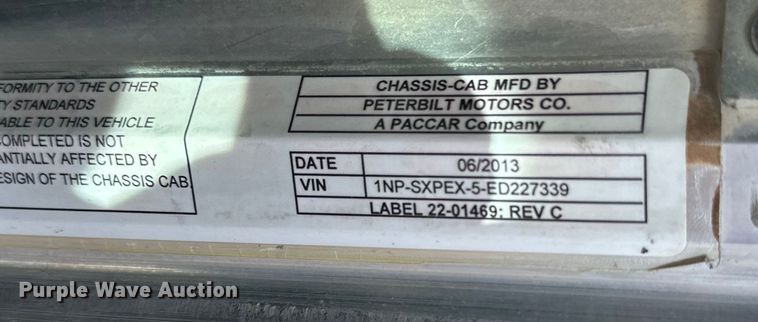 FORMITY TO THE OTHER
TY STANDARDS
ABLE TO THIS VEHICLE
COMPLETED IS NOT
ANTIALLY AFFECTED BY
ESIGN OF THE CHASSIS CAB
CHASSIS-CAB MFD BY
PETERBILT MOTORS CO.
A PACCAR Company
DATE 06/2013
VIN 1NP-SXPEX-5-ED227339
LABEL 22-01469: REV C
Purple Wave Auction